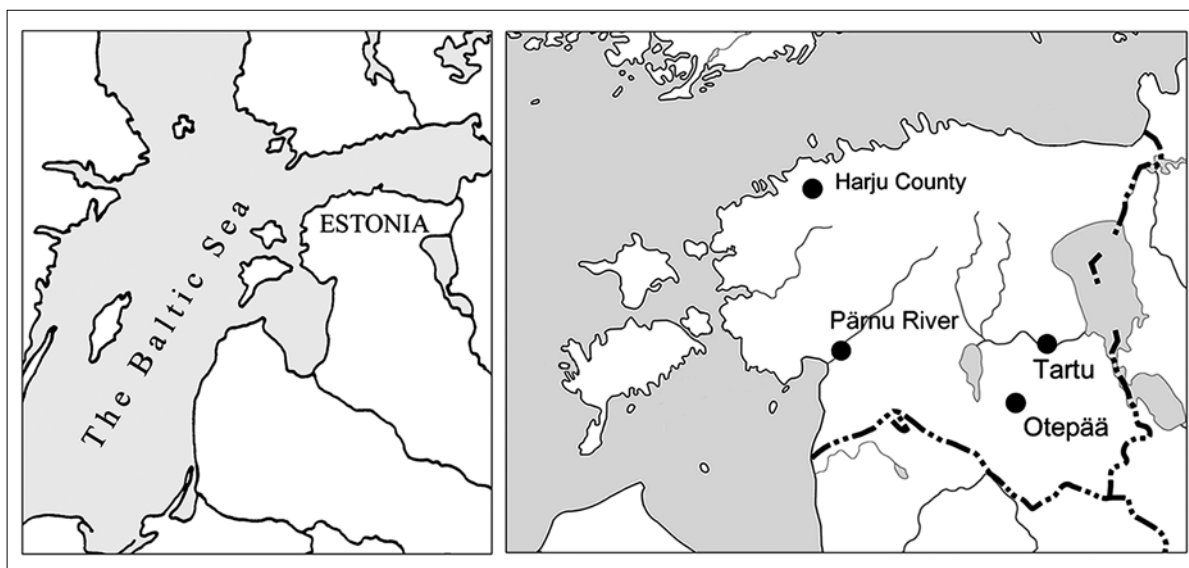 ESTONIA
The Baltic Sea
Harju County
Pärnu River
Tartu
Otepää